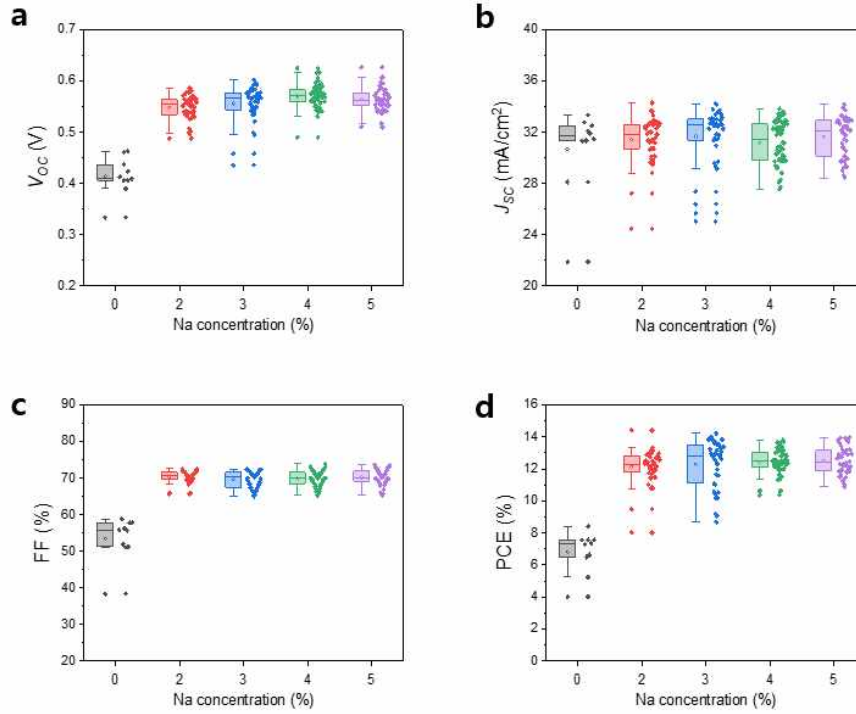 a
0.7
0.6
0.5
0.4
0.3
0.2
V_OC (V)
0 2 3 4 5
Na concentration (%)
b
40
36
32
28
24
20
J_SC (mA/cm²)
0 2 3 4 5
Na concentration (%)
c
90
80
70
60
50
40
30
20
FF (%)
0 2 3 4 5
Na concentration (%)
d
16
14
12
10
8
6
4
2
0
PCE (%)
0 2 3 4 5
Na concentration (%)